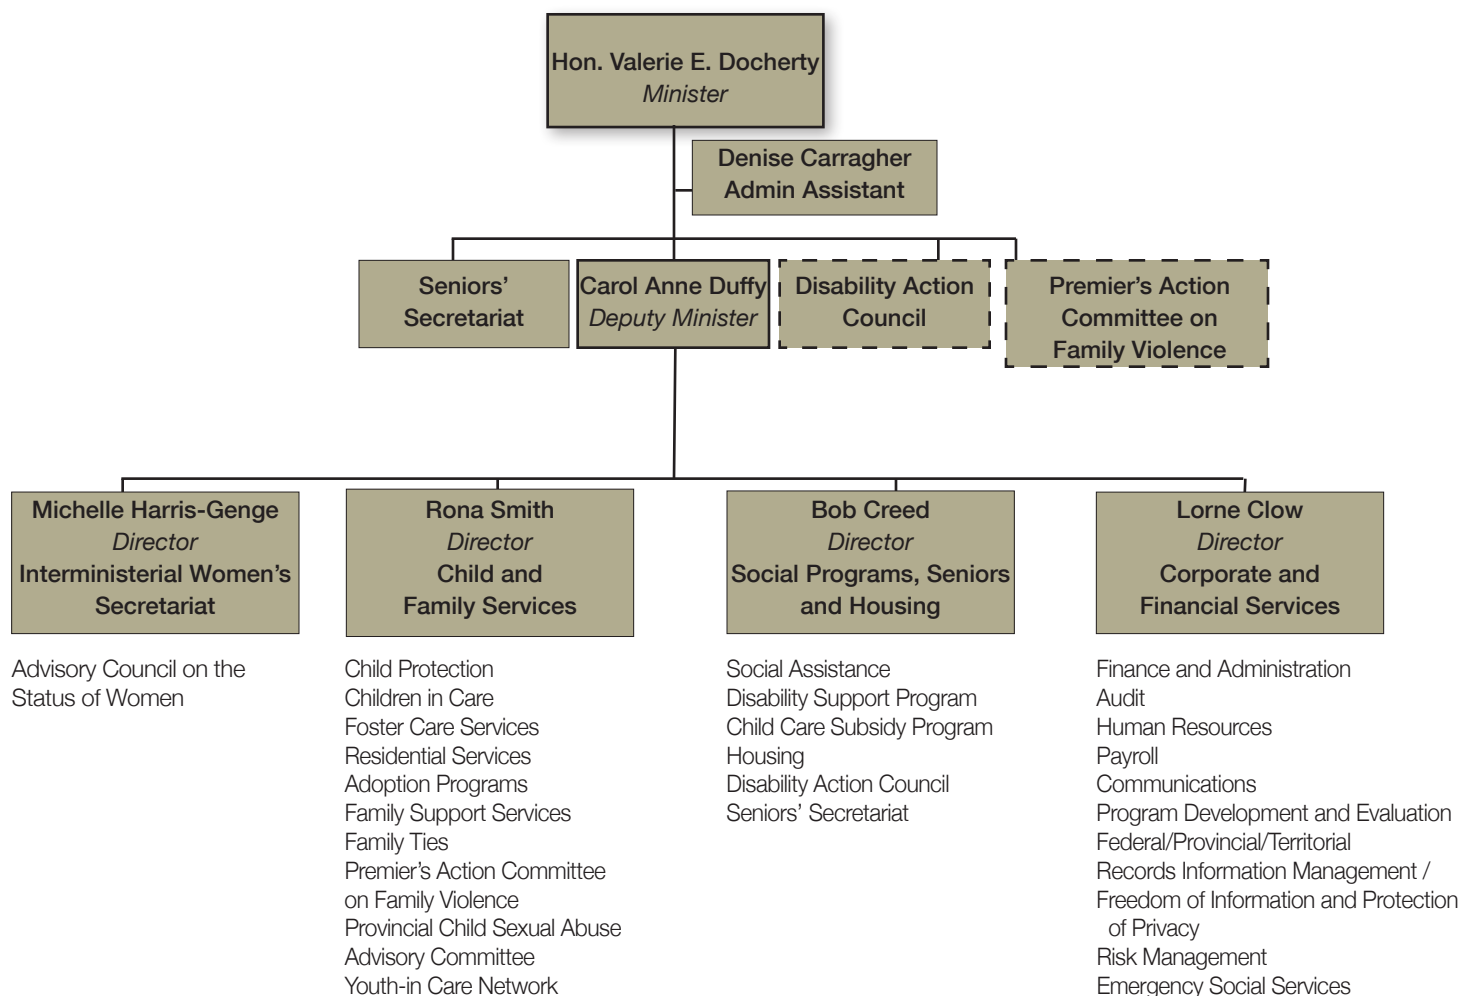 Hon. Valerie E. Docherty
Minister
Denise Carragher
Admin Assistant
Seniors’
Secretariat
Carol Anne Duffy
Deputy Minister
Disability Action
Council
Premier’s Action
Committee on
Family Violence
Michelle Harris-Genge
Director
Interministerial Women’s
Secretariat
Advisory Council on the
Status of Women
Rona Smith
Director
Child and
Family Services
Child Protection
Children in Care
Foster Care Services
Residential Services
Adoption Programs
Family Support Services
Family Ties
Premier’s Action Committee
on Family Violence
Provincial Child Sexual Abuse
Advisory Committee
Youth-in Care Network
Bob Creed
Director
Social Programs, Seniors
and Housing
Social Assistance
Disability Support Program
Child Care Subsidy Program
Housing
Disability Action Council
Seniors’ Secretariat
Lorne Clow
Director
Corporate and
Financial Services
Finance and Administration
Audit
Human Resources
Payroll
Communications
Program Development and Evaluation
Federal/Provincial/Territorial
Records Information Management /
Freedom of Information and Protection
of Privacy
Risk Management
Emergency Social Services